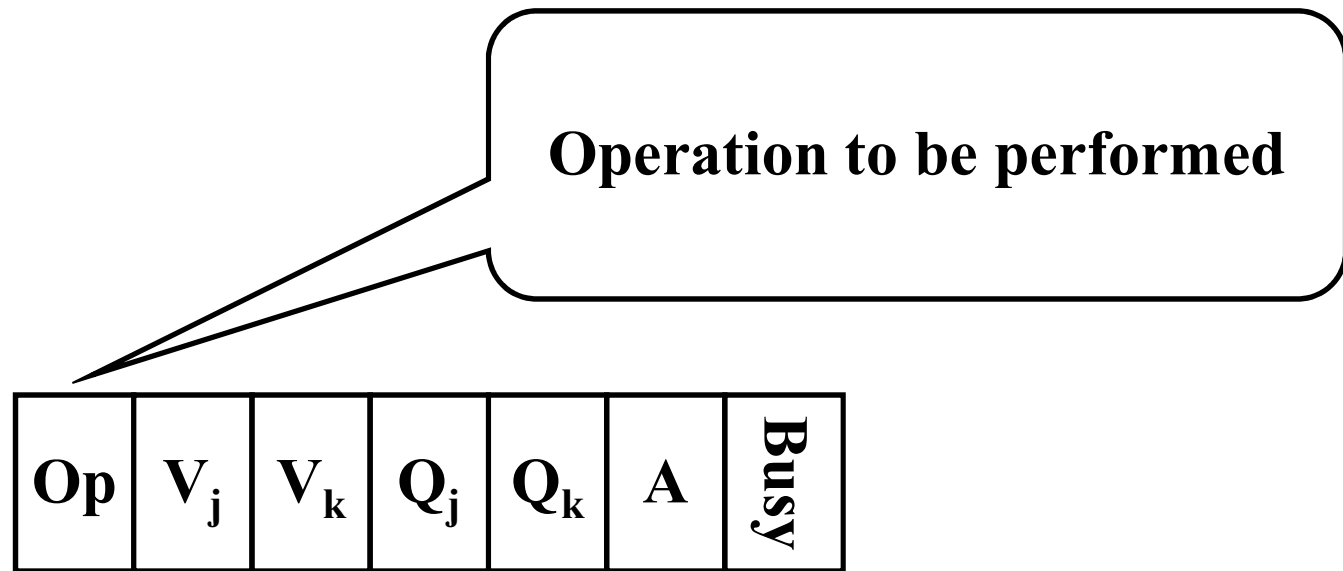 Operation to be performed
Op V_j V_k Q_j Q_k A Busy